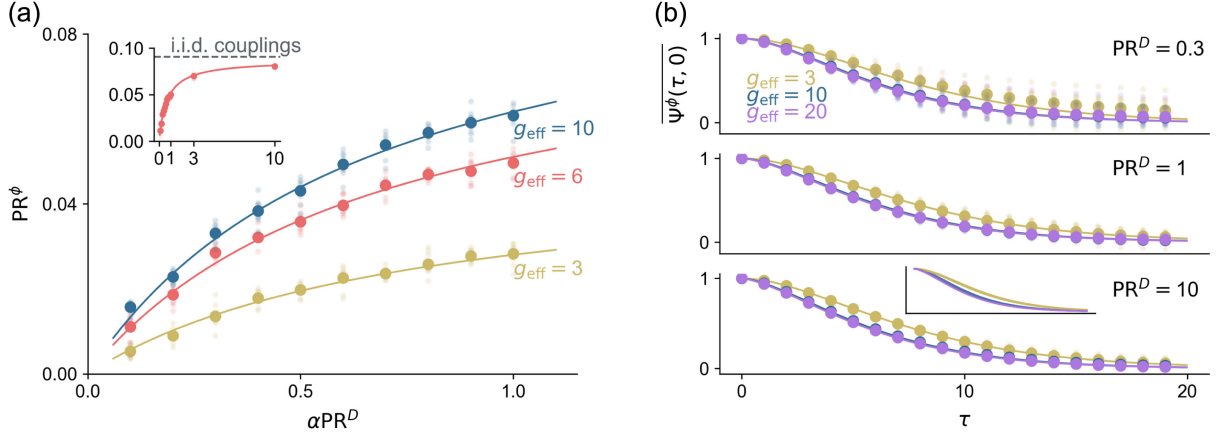 (a)
0.08
0.04
0.00
PR^ϕ
0.0
0.5
1.0
αPR^D
0.10
0.05
0.00
0 1 3 10
i.i.d. couplings
g_eff = 10
g_eff = 6
g_eff = 3
(b)
Ψ^ϕ(τ, 0)
1
0
PR^D = 0.3
g_eff = 3
g_eff = 10
g_eff = 20
1
0
PR^D = 1
1
0
PR^D = 10
0
10
20
τ